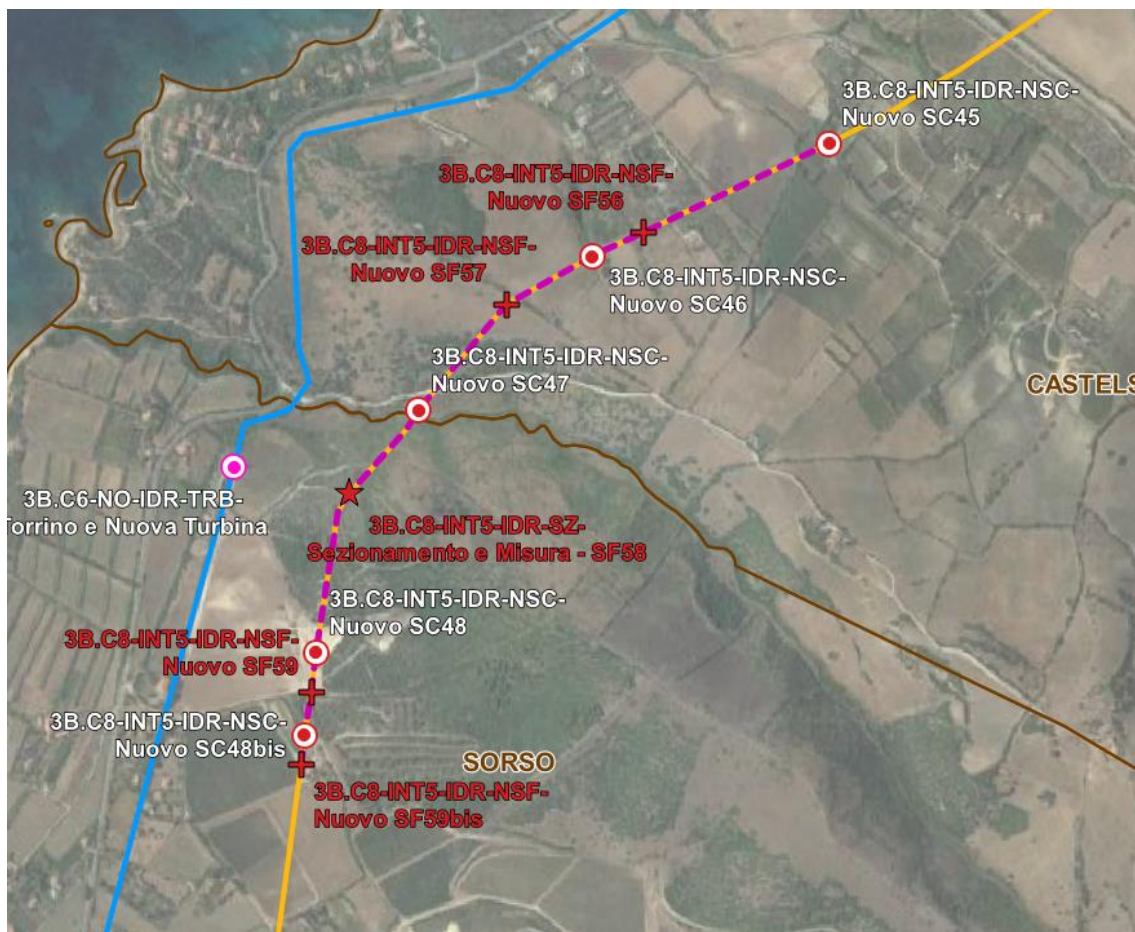 3B.C8-INT5-IDR-NSC-
Nuovo SC45
3B.C8-INT5-IDR-NSF-
Nuovo SF56
3B.C8-INT5-IDR-NSF-
Nuovo SF57
3B.C8-INT5-IDR-NSC-
Nuovo SC46
3B.C8-INT5-IDR-NSC-
Nuovo SC47
CASTELS
3B.C6-NO-IDR-TRB-
Torrino e Nuova Turbina
3B.C8-INT5-IDR-SZ-
Sezionamento e Misura - SF58
3B.C8-INT5-IDR-NSC-
Nuovo SC48
3B.C8-INT5-IDR-NSF-
Nuovo SF59
3B.C8-INT5-IDR-NSC-
Nuovo SC48bis
SORSO
3B.C8-INT5-IDR-NSF-
Nuovo SF59bis